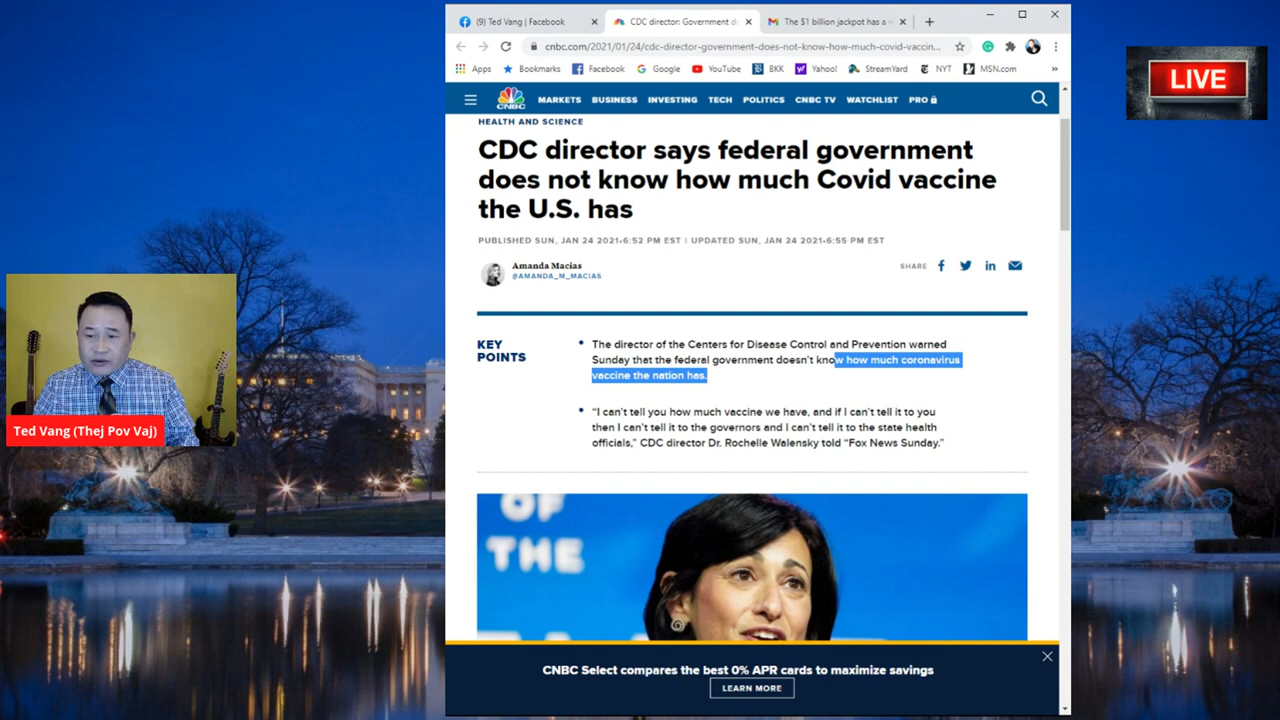 (9) Ted Vang | Facebook
CDC director: Government d
The $1 billion jackpot has a
cnbc.com/2021/01/24/cdc-director-government-does-not-know-how-much-covid-vaccin...
Apps
Bookmarks
Facebook
Google
YouTube
BKK
Yahoo!
StreamYard
NYT
MSN.com
»
LIVE
CNBC
MARKETS
BUSINESS
INVESTING
TECH
POLITICS
CNBC TV
WATCHLIST
PRO
HEALTH AND SCIENCE
CDC director says federal government
does not know how much Covid vaccine
the U.S. has
PUBLISHED SUN, JAN 24 2021•6:52 PM EST | UPDATED SUN, JAN 24 2021•6:55 PM EST
Amanda Macias
@AMANDA_M_MACIAS
SHARE
KEY
POINTS
• The director of the Centers for Disease Control and Prevention warned
Sunday that the federal government doesn't know how much coronavirus
vaccine the nation has.
• “I can't tell you how much vaccine we have, and if I can't tell it to you
then I can't tell it to the governors and I can't tell it to the state health
officials,” CDC director Dr. Rochelle Walensky told “Fox News Sunday.”
Ted Vang (Thej Pov Vaj)
OF
THE
CNBC Select compares the best 0% APR cards to maximize savings
LEARN MORE